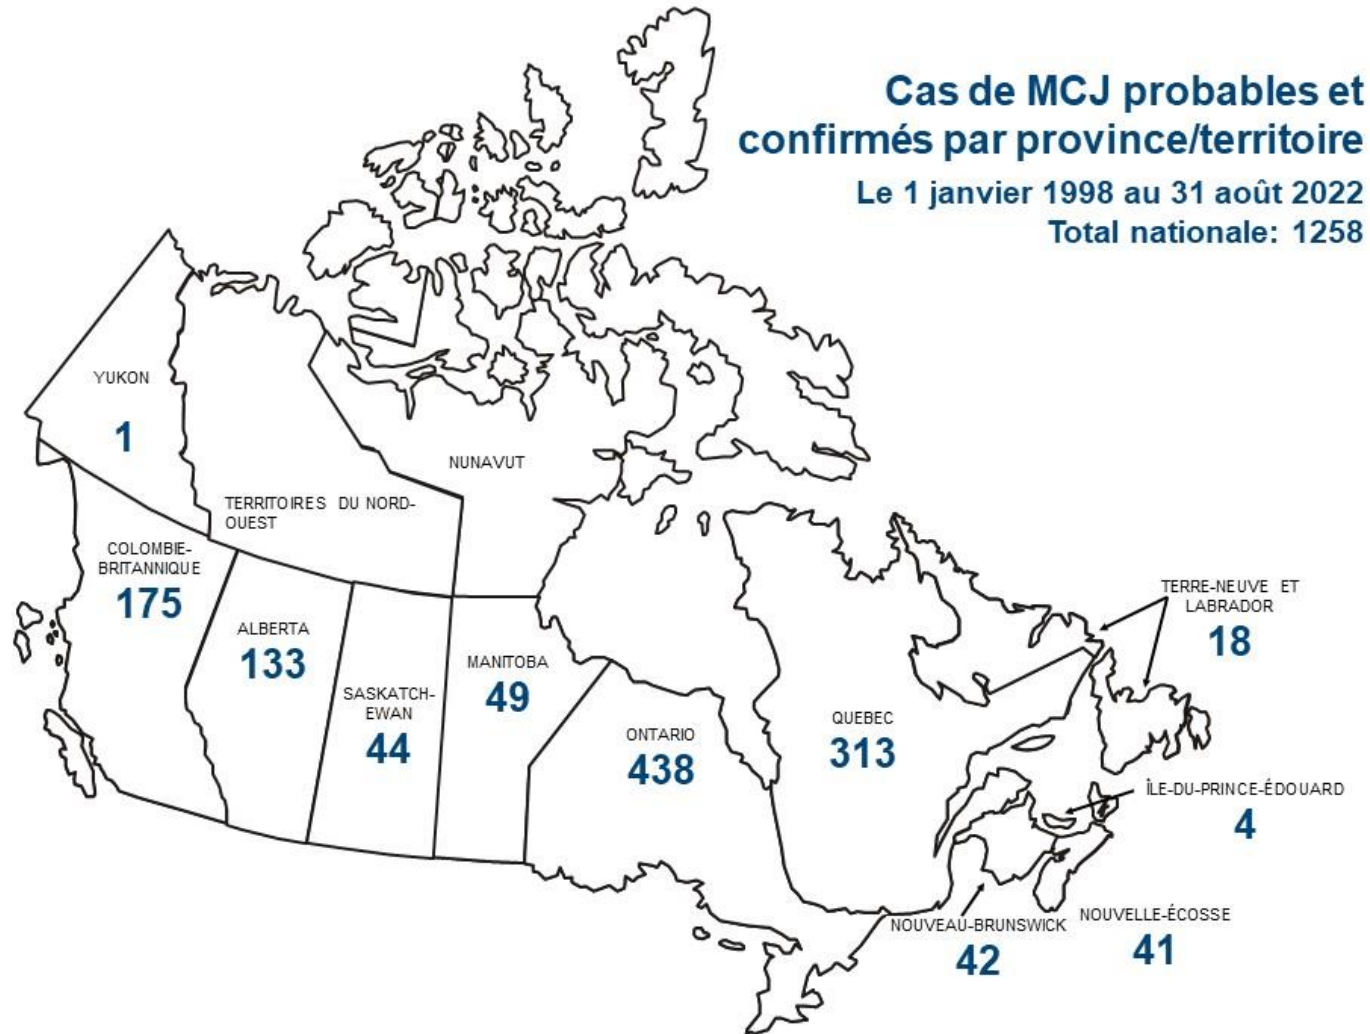 Cas de MCJ probables et
confirmés par province/territoire
Le 1 janvier 1998 au 31 août 2022
Total nationale: 1258
YUKON
1
NUNAVUT
TERRITOIRES DU NORD-
OUEST
COLOMBIE-
BRITANNIQUE
175
ALBERTA
133
SASKATCH-
EWAN
44
MANITOBA
49
ONTARIO
438
QUEBEC
313
TERRE-NEUVE ET
LABRADOR
18
ÎLE-DU-PRINCE-ÉDOUARD
4
NOUVEAU-BRUNSWICK
42
NOUVELLE-ÉCOSSE
41